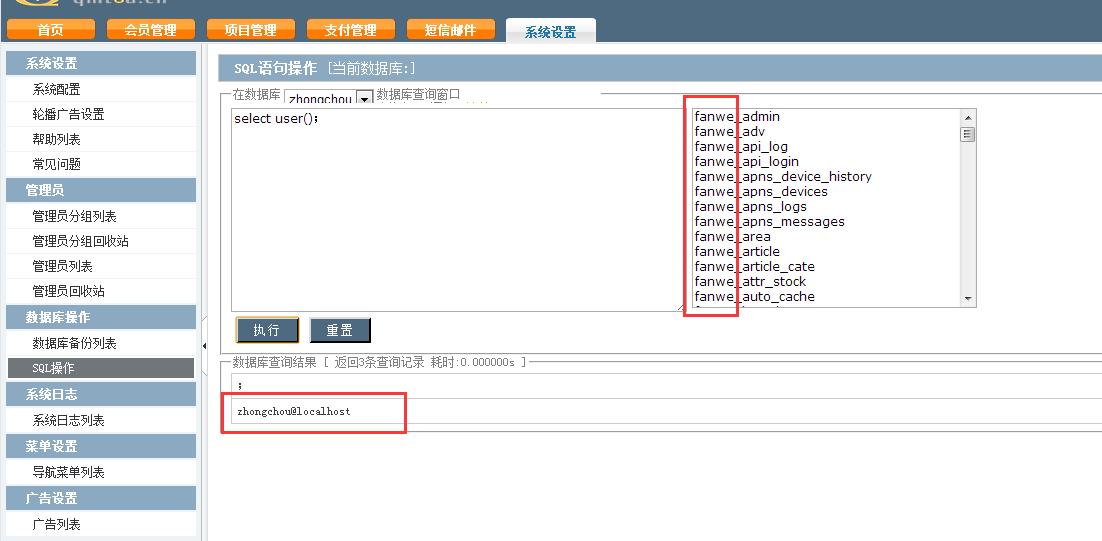 首页 会员管理 项目管理 支付管理 短信邮件 系统设置
系统设置
系统配置
轮播广告设置
帮助列表
常见问题
管理员
管理员分组列表
管理员分组回收站
管理员列表
管理员回收站
数据库操作
数据库备份列表
SQL操作
系统日志
系统日志列表
菜单设置
导航菜单列表
广告设置
广告列表
SQL语句操作 [当前数据库:]
在数据库 zhongchou 数据库查询窗口
select user();
fanwe_admin
fanwe_adv
fanwe_api_log
fanwe_api_login
fanwe_apns_device_history
fanwe_apns_devices
fanwe_apns_logs
fanwe_apns_messages
fanwe_area
fanwe_article
fanwe_article_cate
fanwe_attr_stock
fanwe_auto_cache
执行 重置
数据库查询结果 [ 返回3条查询记录 耗时:0.000000s ]
;
zhongchou@localhost